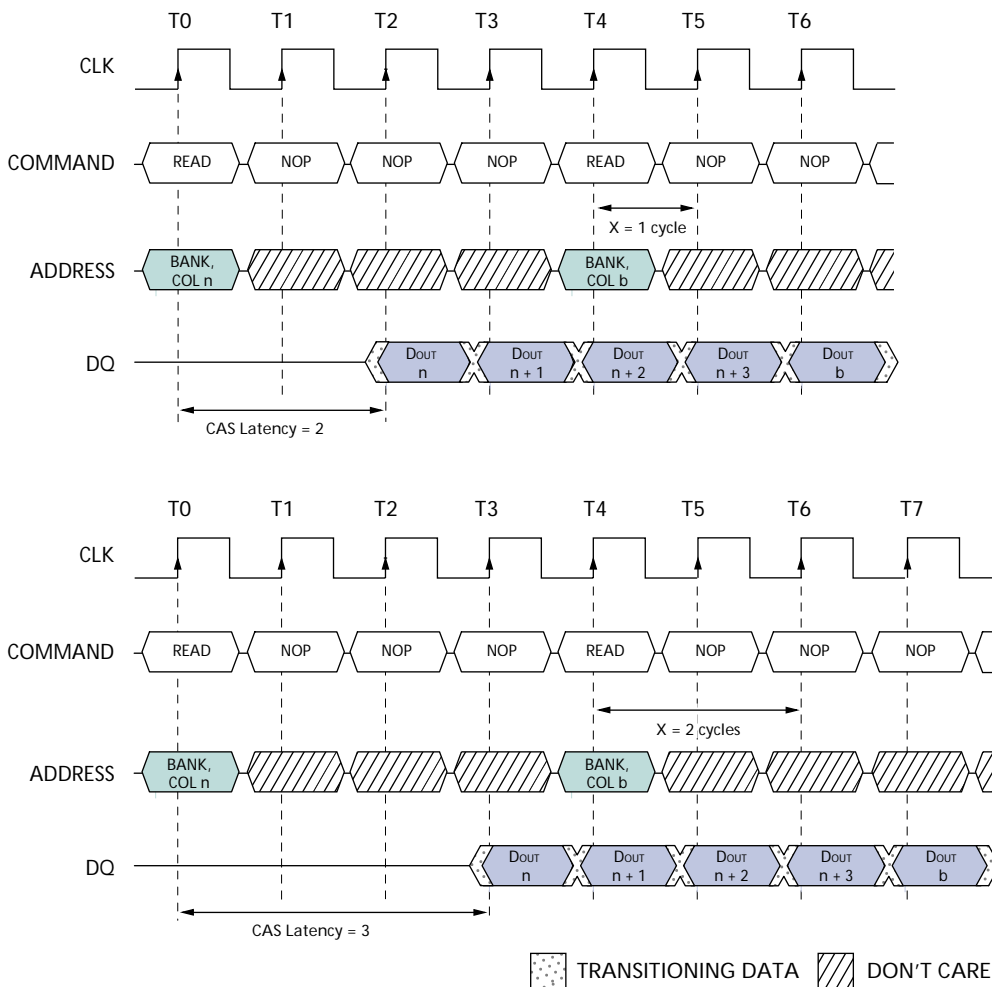 T0 T1 T2 T3 T4 T5 T6
CLK
COMMAND READ NOP NOP NOP READ NOP NOP
X = 1 cycle
ADDRESS BANK, COL n BANK, COL b
DQ DOUT n DOUT n + 1 DOUT n + 2 DOUT n + 3 DOUT b
CAS Latency = 2
T0 T1 T2 T3 T4 T5 T6 T7
CLK
COMMAND READ NOP NOP NOP READ NOP NOP NOP
X = 2 cycles
ADDRESS BANK, COL n BANK, COL b
DQ DOUT n DOUT n + 1 DOUT n + 2 DOUT n + 3 DOUT b
CAS Latency = 3
TRANSITIONING DATA DON'T CARE